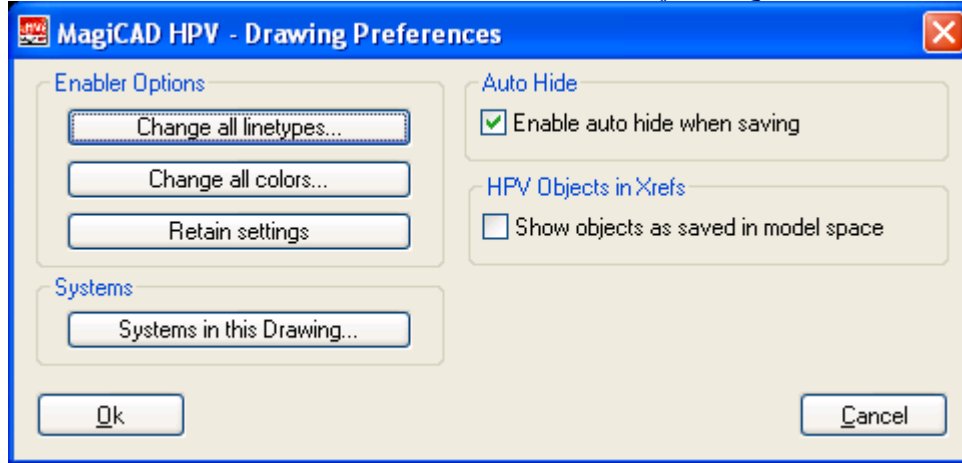 MagiCAD HPV - Drawing Preferences
Enabler Options
Change all linetypes...
Change all colors...
Retain settings
Systems
Systems in this Drawing...
Auto Hide
Enable auto hide when saving
HPV Objects in Xrefs
Show objects as saved in model space
Ok
Cancel